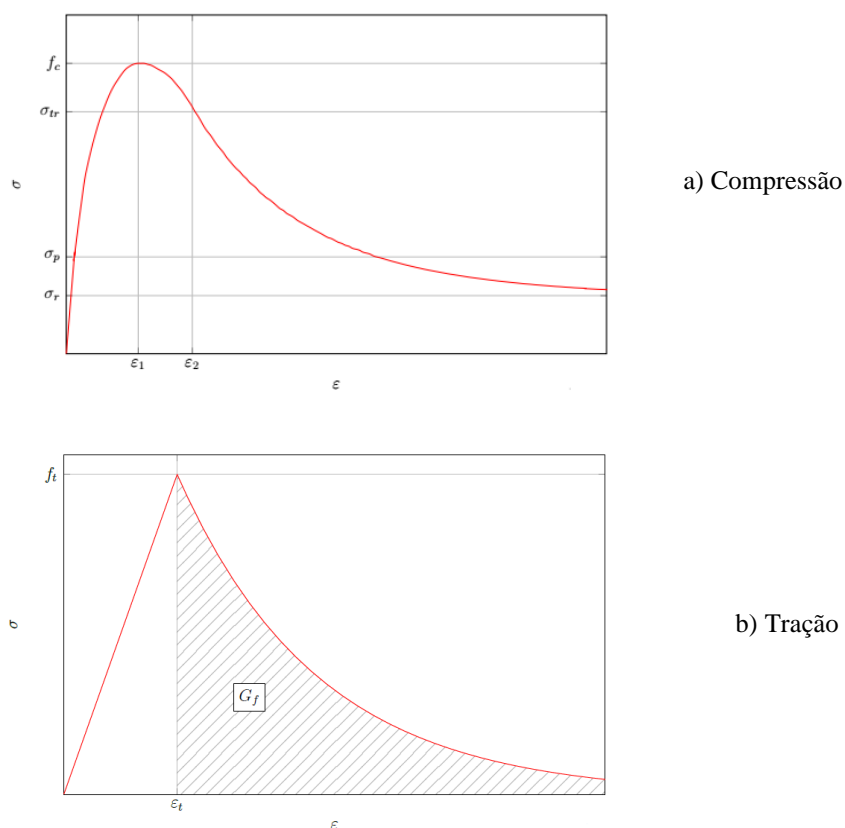 f_c
σ_tr
σ
a) Compressão
σ_p
σ_r
ε_1 ε_2
ε
f_t
σ
b) Tração
G_f
ε_t
ε